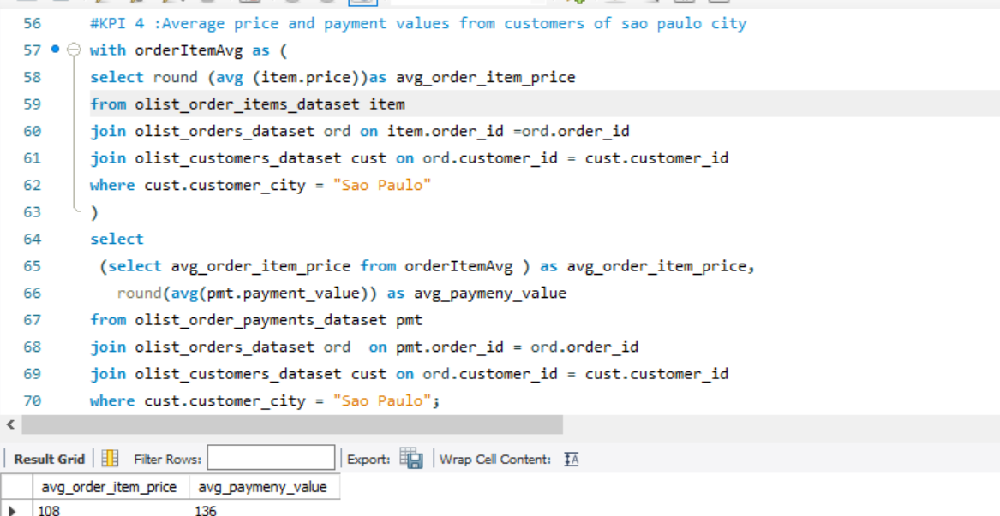 56 #KPI 4 :Average price and payment values from customers of sao paulo city
57 with orderItemAvg as (
58 select round (avg (item.price))as avg_order_item_price
59 from olist_order_items_dataset item
60 join olist_orders_dataset ord on item.order_id =ord.order_id
61 join olist_customers_dataset cust on ord.customer_id = cust.customer_id
62 where cust.customer_city = "Sao Paulo"
63 )
64 select
65 (select avg_order_item_price from orderItemAvg ) as avg_order_item_price,
66 round(avg(pmt.payment_value)) as avg_paymeny_value
67 from olist_order_payments_dataset pmt
68 join olist_orders_dataset ord  on pmt.order_id = ord.order_id
69 join olist_customers_dataset cust on ord.customer_id = cust.customer_id
70 where cust.customer_city = "Sao Paulo";
Result Grid Filter Rows: Export: Wrap Cell Content: IA
avg_order_item_price avg_paymeny_value
108 136